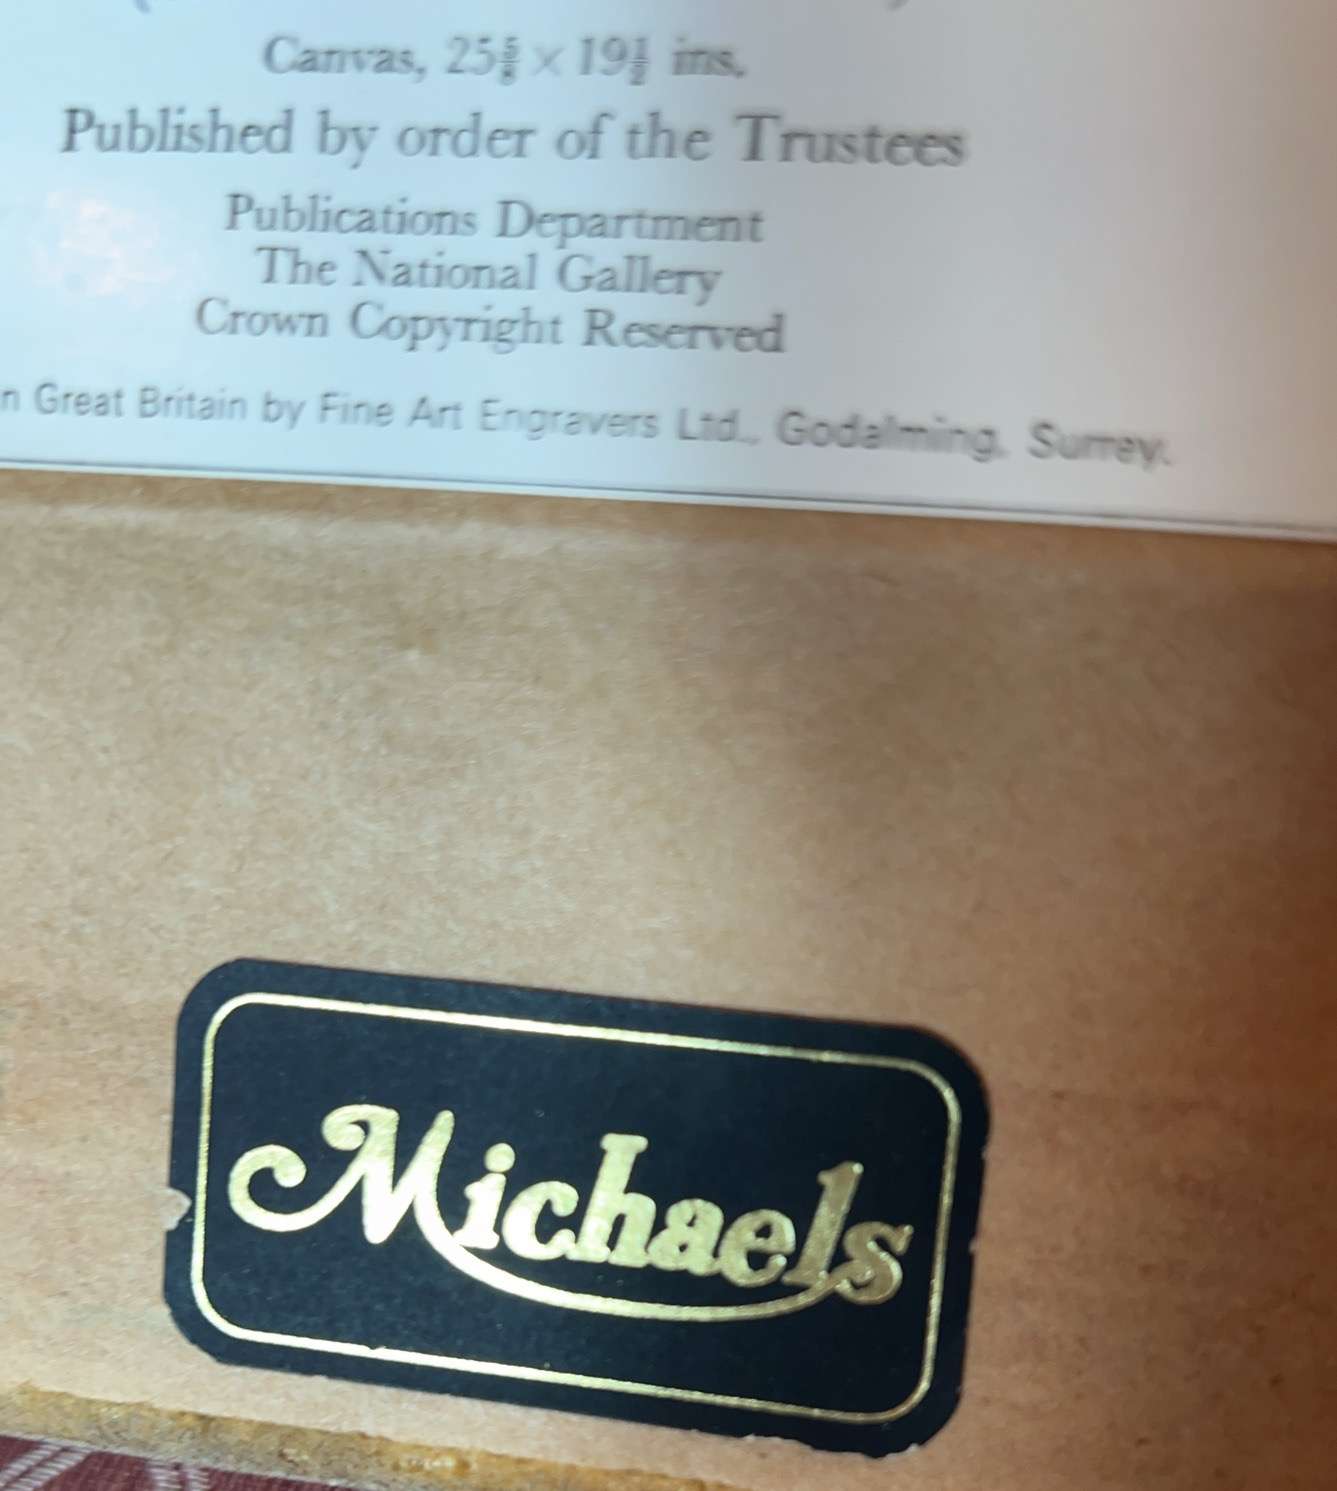 Canvas, 25⅝ × 19½ ins.
Published by order of the Trustees
Publications Department
The National Gallery
Crown Copyright Reserved
n Great Britain by Fine Art Engravers Ltd., Godalming, Surrey.
Michaels